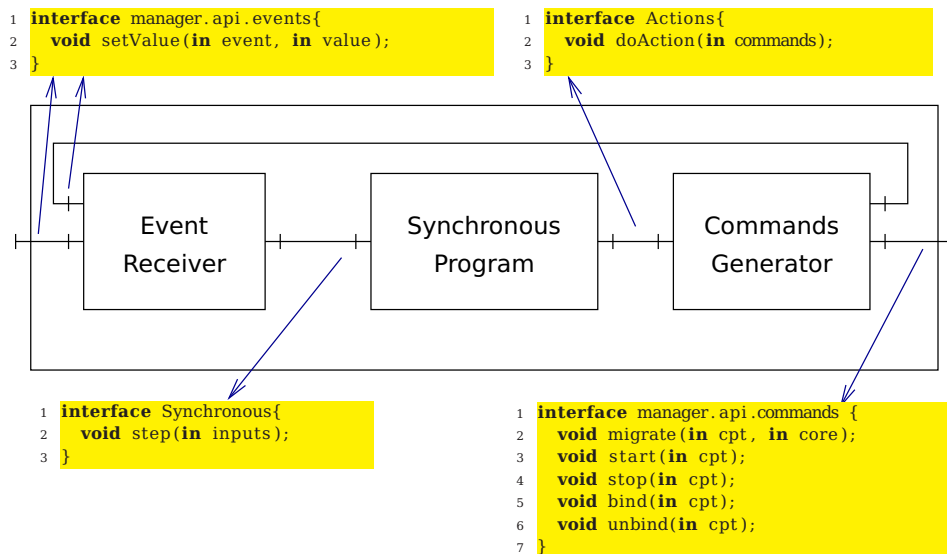 1 interface manager.api.events{
2 void setValue(in event, in value);
3 }
1 interface Actions{
2 void doAction(in commands);
3 }
Event
Receiver
Synchronous
Program
Commands
Generator
1 interface Synchronous{
2 void step(in inputs);
3 }
1 interface manager.api.commands {
2 void migrate(in cpt, in core);
3 void start(in cpt);
4 void stop(in cpt);
5 void bind(in cpt);
6 void unbind(in cpt);
7 }